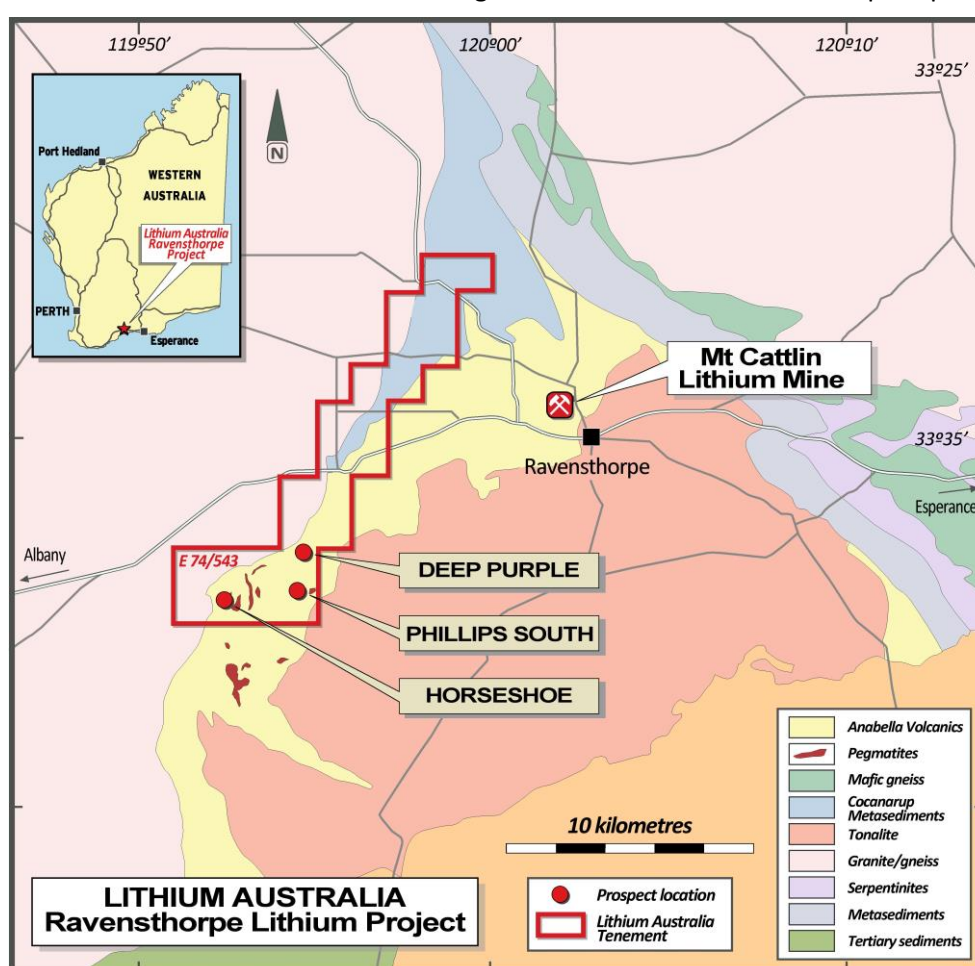 119º50'
120º00'
120º10'
33º25'
N
Port Hedland
WESTERN
AUSTRALIA
Lithium Australia
Ravensthorpe
Project
PERTH
Esperance
Mt Cattlin
Lithium Mine
33º35'
Ravensthorpe
Esperance
Albany
E 74/543
DEEP PURPLE
PHILLIPS SOUTH
HORSESHOE
Anabella Volcanics
Pegmatites
Mafic gneiss
Cocanarup
Metasediments
Tonalite
Granite/gneiss
Serpentinites
Metasediments
Tertiary sediments
10 kilometres
Prospect location
Lithium Australia
Tenement
LITHIUM AUSTRALIA
Ravensthorpe Lithium Project